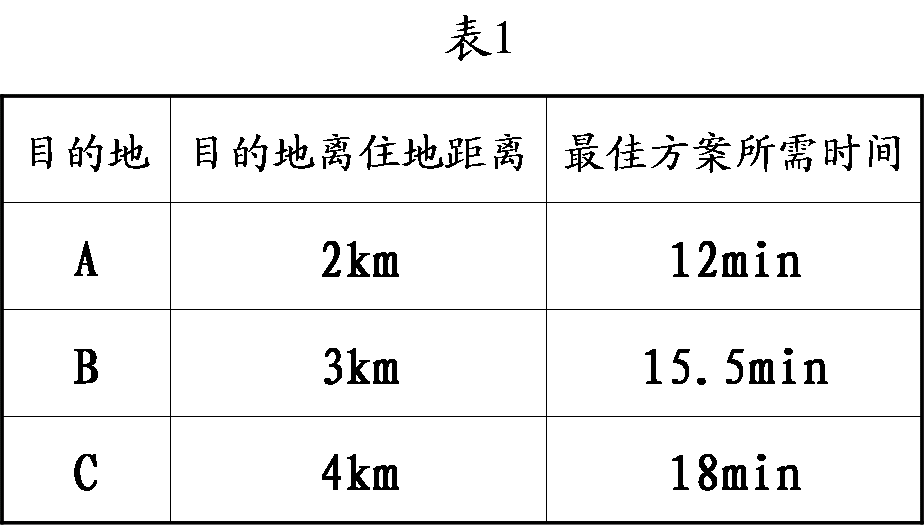 表1
目的地 目的地离住地距离 最佳方案所需时间
A 2km 12min
B 3km 15.5min
C 4km 18min